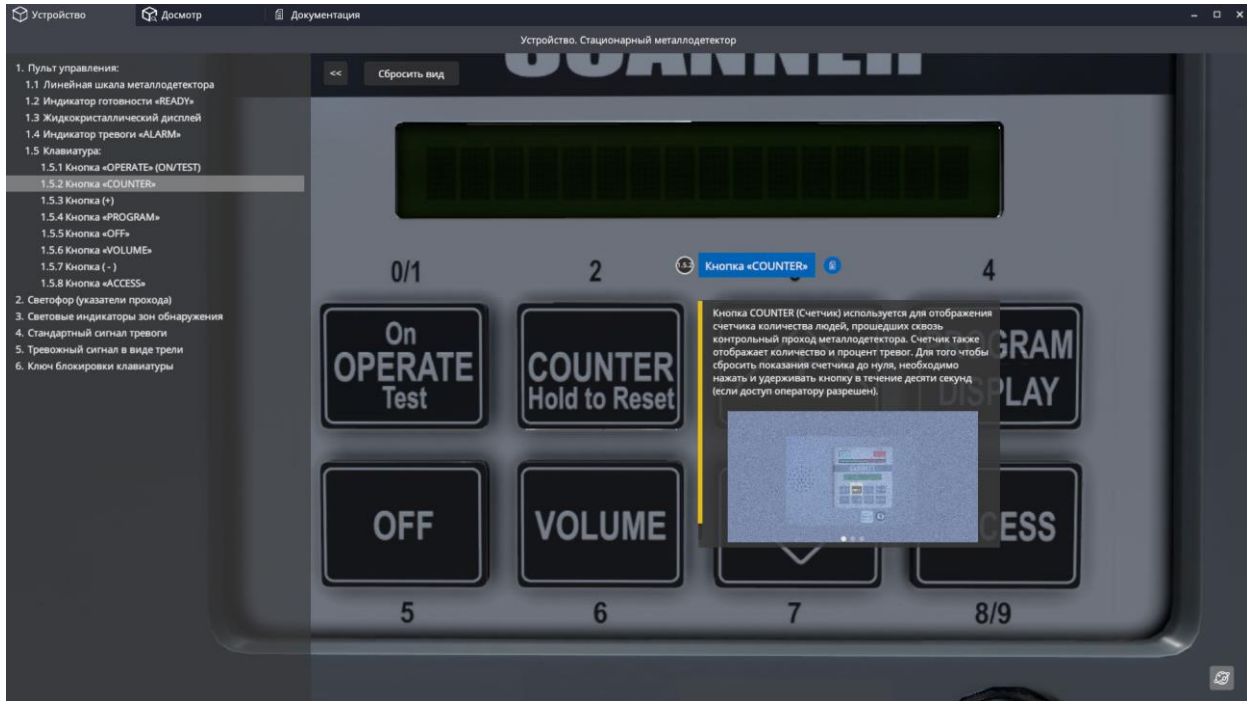 Устройство
Досмотр
Документация
Устройство. Стационарный металлодетектор
1. Пульт управления:
1.1 Линейная шкала металлодетектора
1.2 Индикатор готовности «READY»
1.3 Жидкокристаллический дисплей
1.4 Индикатор тревоги «ALARM»
1.5 Клавиатура:
1.5.1 Кнопка «OPERATE» (ON/TEST)
1.5.2 Кнопка «COUNTER»
1.5.3 Кнопка (+)
1.5.4 Кнопка «PROGRAM»
1.5.5 Кнопка «OFF»
1.5.6 Кнопка «VOLUME»
1.5.7 Кнопка ( - )
1.5.8 Кнопка «ACCESS»
2. Светофор (указатели прохода)
3. Световые индикаторы зон обнаружения
4. Стандартный сигнал тревоги
5. Тревожный сигнал в виде трели
6. Ключ блокировки клавиатуры
<<
Сбросить вид
SCANNER
0/1
2
4
1.5.2
Кнопка «COUNTER»
Кнопка COUNTER (Счетчик) используется для отображения
счетчика количества людей, прошедших сквозь
контрольный проход металлодетектора. Счетчик также
отображает количество и процент тревог. Для того чтобы
сбросить показания счетчика до нуля, необходимо
нажать и удерживать кнопку в течение десяти секунд
(если доступ оператору разрешен).
On
OPERATE
Test
COUNTER
Hold to Reset
GRAM
DISPLAY
OFF
VOLUME
CESS
5
6
7
8/9